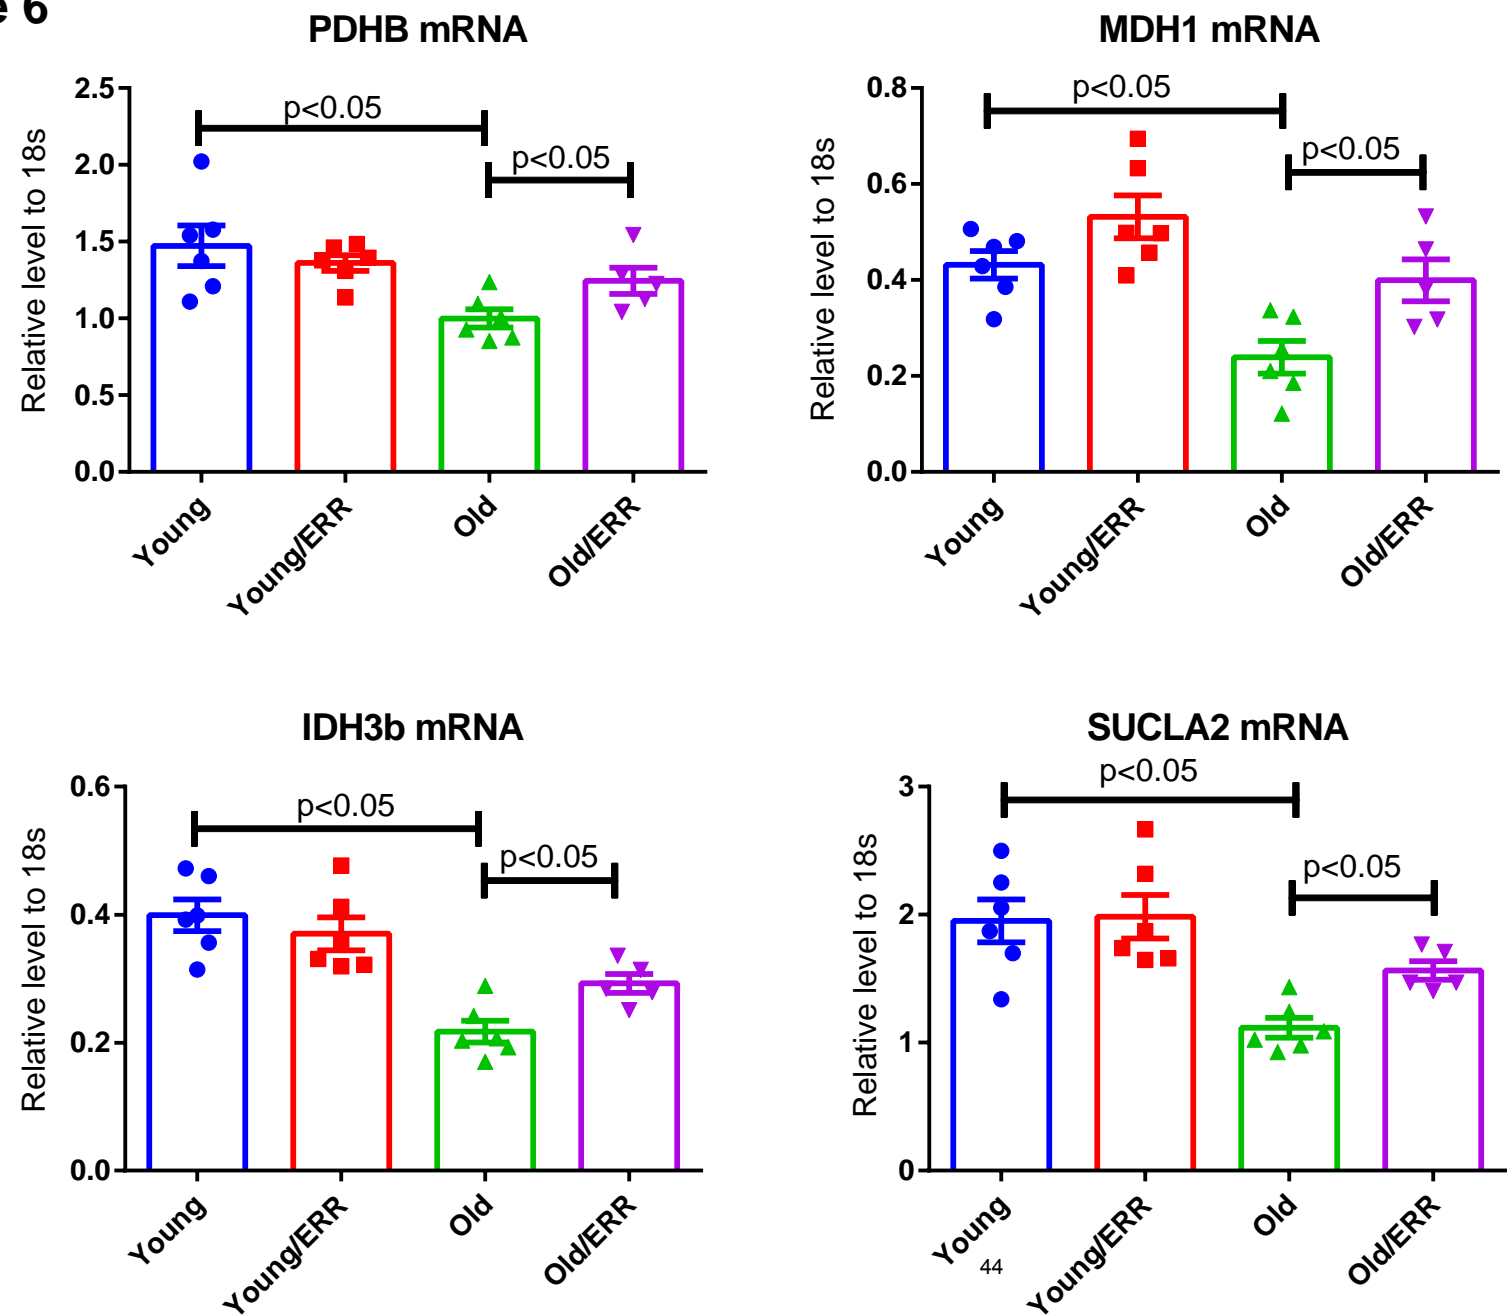 e 6
PDHB mRNA
Relative level to 18s
2.5
2.0
1.5
1.0
0.5
0.0
p<0.05
p<0.05
Young
Young/ERR
Old
Old/ERR
MDH1 mRNA
Relative level to 18s
0.8
0.6
0.4
0.2
0.0
p<0.05
p<0.05
Young
Young/ERR
Old
Old/ERR
IDH3b mRNA
Relative level to 18s
0.6
0.4
0.2
0.0
p<0.05
p<0.05
Young
Young/ERR
Old
Old/ERR
SUCLA2 mRNA
Relative level to 18s
3
2
1
0
p<0.05
p<0.05
Young
Young/ERR
Old
Old/ERR
44